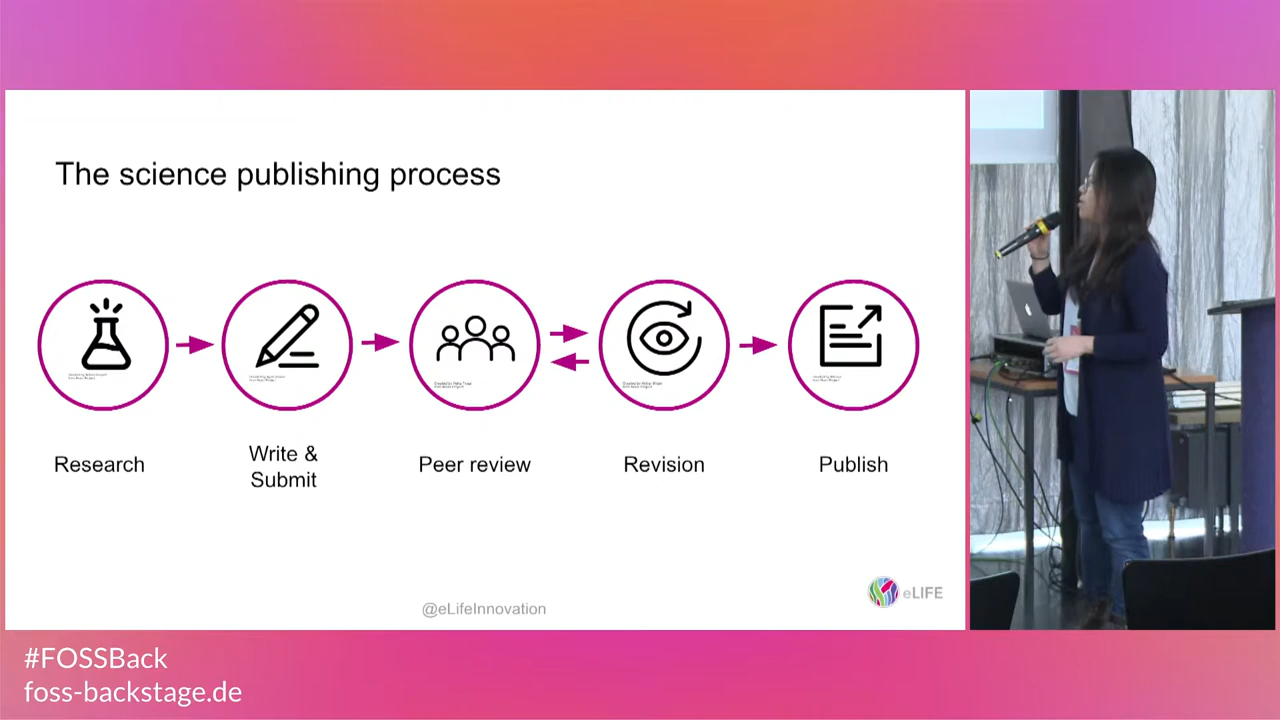 The science publishing process
Research
Write &
Submit
Peer review
Revision
Publish
@eLifeInnovation
eLIFE
#FOSSBack
foss-backstage.de